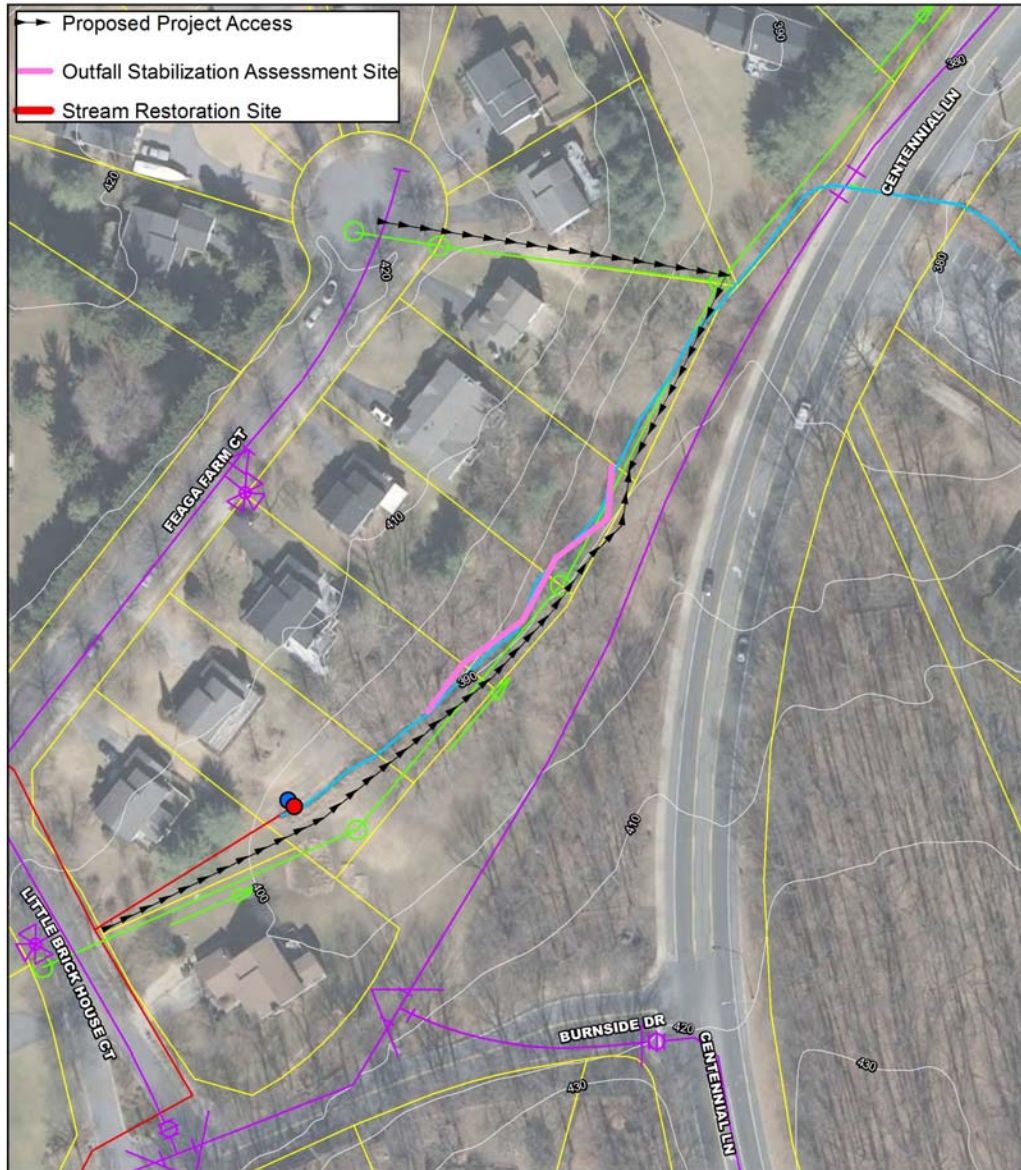 Proposed Project Access
Outfall Stabilization Assessment Site
Stream Restoration Site
390
380
CENTENNIAL LN
420
420
380
FEAGA FARM CT
410
390
410
400
LITTLE BRICK HOUSE CT
BURNSIDE DR
420
CENTENNIAL LN
430
430